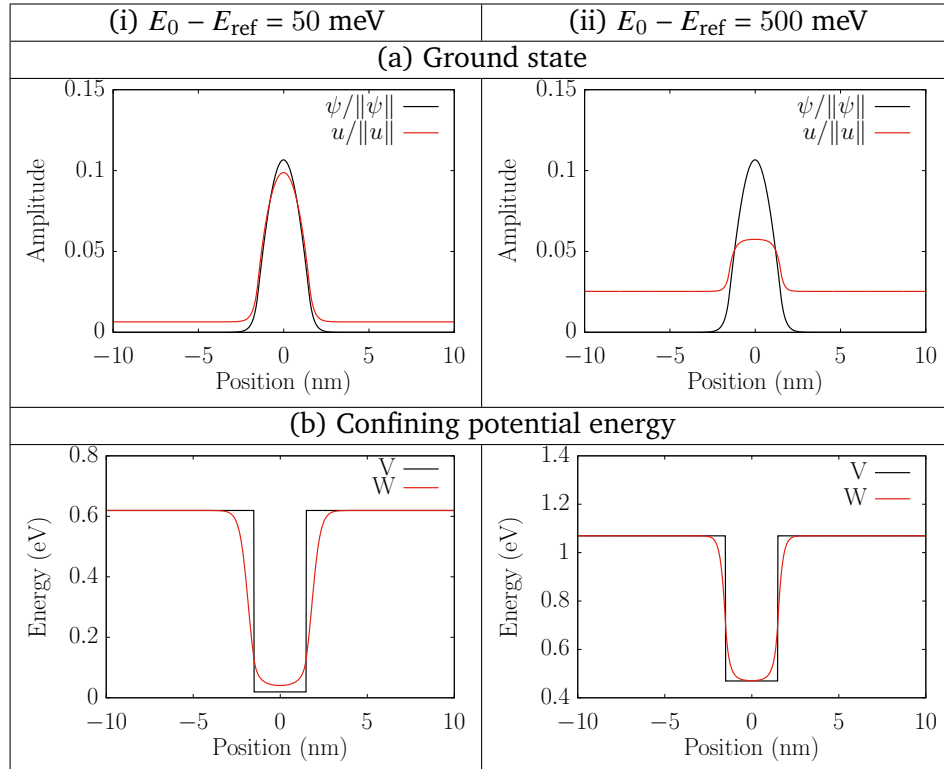 (i) E₀ − E_ref = 50 meV
(ii) E₀ − E_ref = 500 meV
(a) Ground state
0.15
0.1
0.05
0
Amplitude
−10 −5 0 5 10
Position (nm)
ψ/‖ψ‖
u/‖u‖
0.15
0.1
0.05
0
Amplitude
−10 −5 0 5 10
Position (nm)
ψ/‖ψ‖
u/‖u‖
(b) Confining potential energy
0.8
0.6
0.4
0.2
0
Energy (eV)
−10 −5 0 5 10
Position (nm)
V
W
1.4
1.2
1
0.8
0.6
0.4
Energy (eV)
−10 −5 0 5 10
Position (nm)
V
W